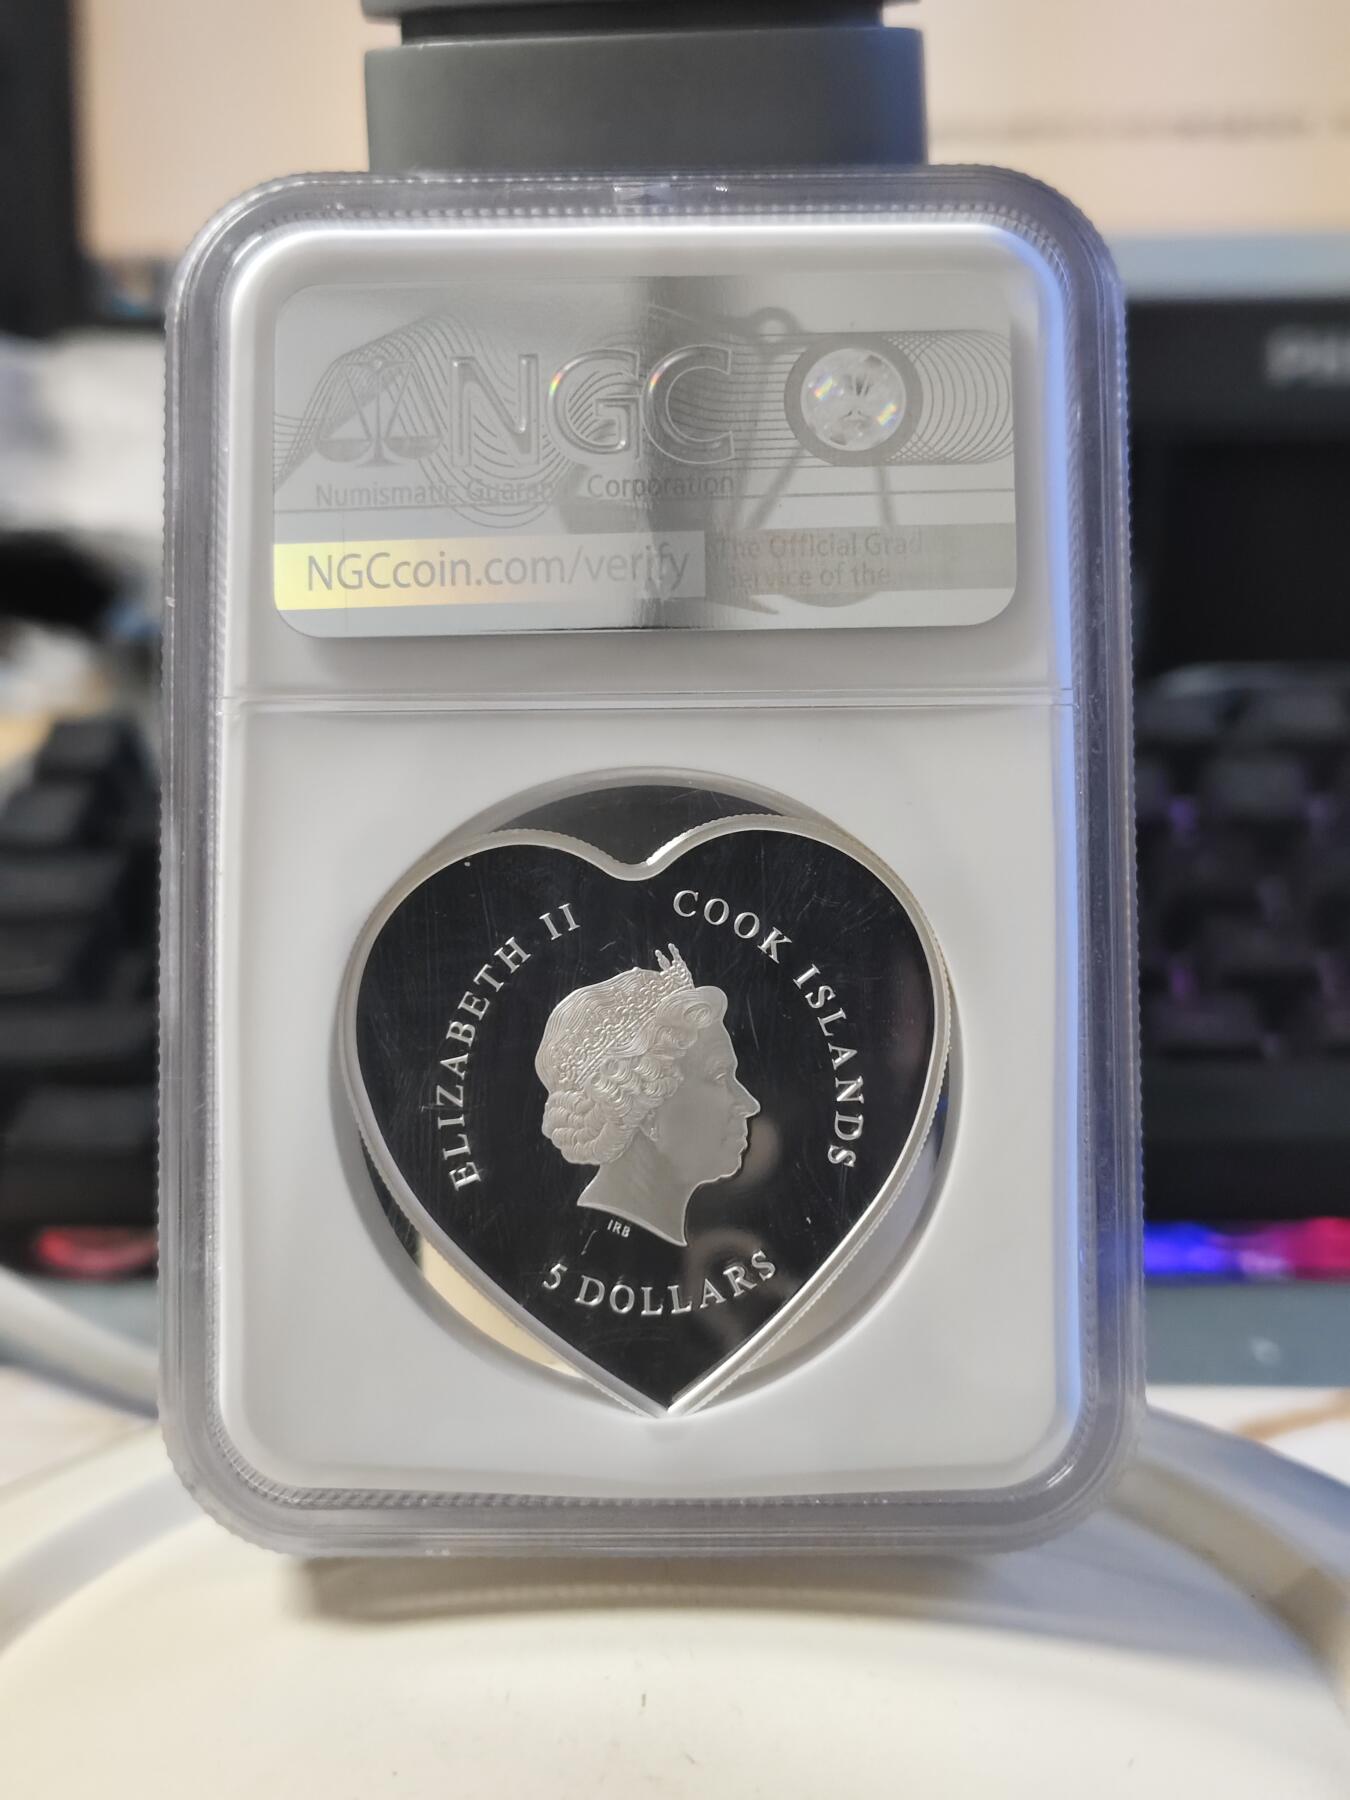 NGC
Numismatic Guaranty Corporation
NGCcoin.com/verify
The Official Grad
Service of the
ELIZABETH II
COOK ISLANDS
IRB
5 DOLLARS